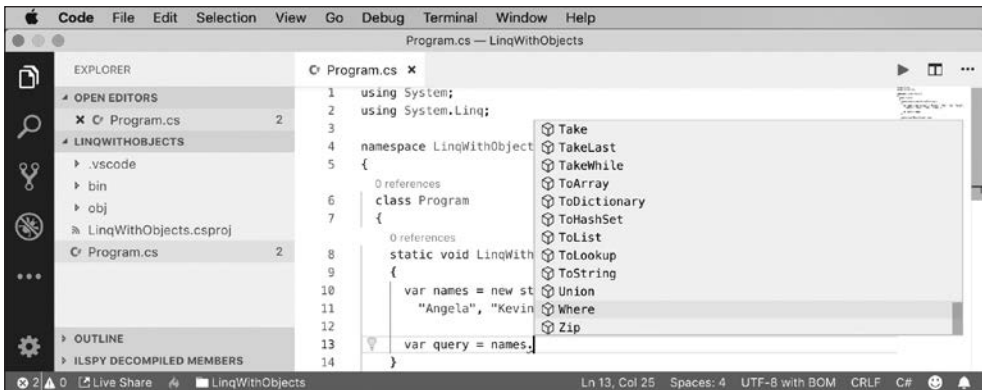 Code File Edit Selection View Go Debug Terminal Window Help
Program.cs — LinqWithObjects
EXPLORER
OPEN EDITORS
Program.cs 2
LINQWITHOBJECTS
.vscode
bin
obj
LinqWithObjects.csproj
Program.cs 2
OUTLINE
ILSPY DECOMPILED MEMBERS
Program.cs
1 using System;
2 using System.Linq;
3
4 namespace LinqWithObject
5 {
0 references
6 class Program
7 {
0 references
8 static void LinqWith
9 {
10 var names = new st
11 "Angela", "Kevin
12
13 var query = names.
14 }
Take
TakeLast
TakeWhile
ToArray
ToDictionary
ToHashSet
ToList
ToLookup
ToString
Union
Where
Zip
2 0 Live Share LinqWithObjects Ln 13, Col 25 Spaces: 4 UTF-8 with BOM CRLF C#